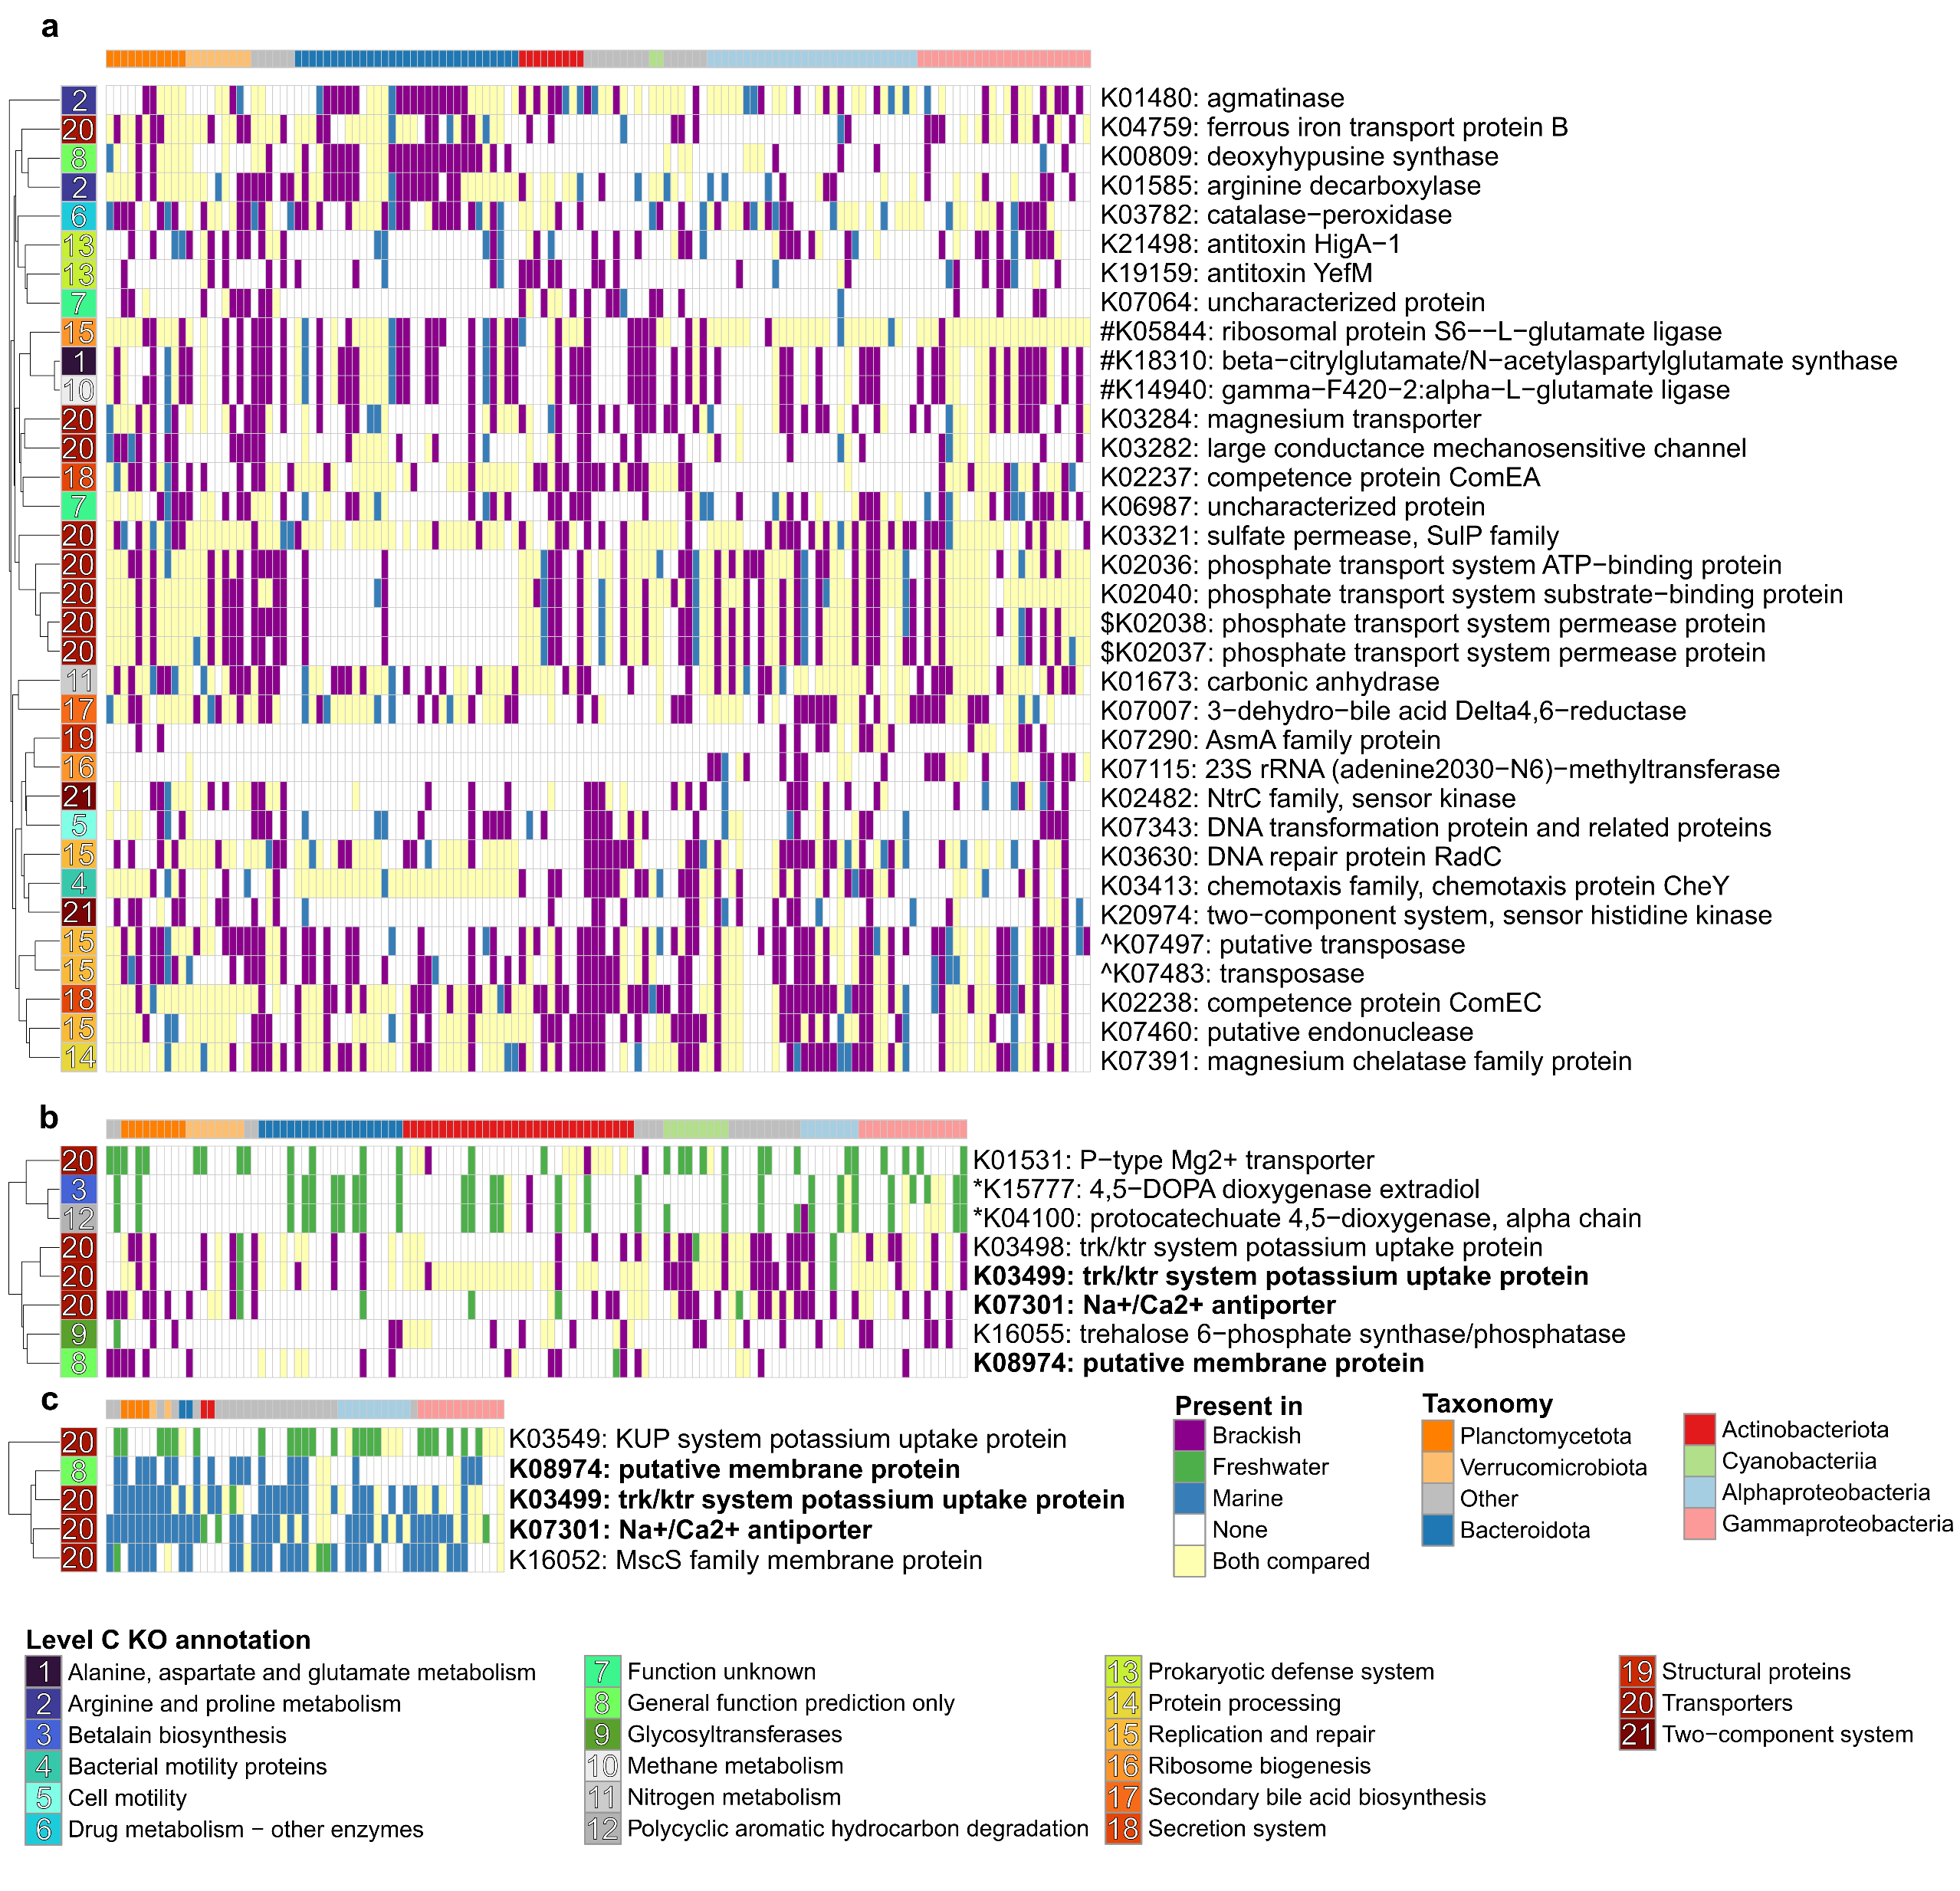 a
2 K01480: agmatinase
20 K04759: ferrous iron transport protein B
8 K00809: deoxyhypusine synthase
2 K01585: arginine decarboxylase
6 K03782: catalase−peroxidase
13 K21498: antitoxin HigA−1
13 K19159: antitoxin YefM
7 K07064: uncharacterized protein
15 #K05844: ribosomal protein S6−−L−glutamate ligase
1 #K18310: beta−citrylglutamate/N−acetylaspartylglutamate synthase
10 #K14940: gamma−F420−2:alpha−L−glutamate ligase
20 K03284: magnesium transporter
20 K03282: large conductance mechanosensitive channel
18 K02237: competence protein ComEA
7 K06987: uncharacterized protein
20 K03321: sulfate permease, SulP family
20 K02036: phosphate transport system ATP−binding protein
20 K02040: phosphate transport system substrate−binding protein
20 $K02038: phosphate transport system permease protein
20 $K02037: phosphate transport system permease protein
11 K01673: carbonic anhydrase
17 K07007: 3−dehydro−bile acid Delta4,6−reductase
19 K07290: AsmA family protein
16 K07115: 23S rRNA (adenine2030−N6)−methyltransferase
21 K02482: NtrC family, sensor kinase
5 K07343: DNA transformation protein and related proteins
15 K03630: DNA repair protein RadC
4 K03413: chemotaxis family, chemotaxis protein CheY
21 K20974: two−component system, sensor histidine kinase
15 ^K07497: putative transposase
15 ^K07483: transposase
18 K02238: competence protein ComEC
15 K07460: putative endonuclease
14 K07391: magnesium chelatase family protein
b
20 K01531: P−type Mg2+ transporter
3 *K15777: 4,5−DOPA dioxygenase extradiol
12 *K04100: protocatechuate 4,5−dioxygenase, alpha chain
20 K03498: trk/ktr system potassium uptake protein
20 K03499: trk/ktr system potassium uptake protein
20 K07301: Na+/Ca2+ antiporter
9 K16055: trehalose 6−phosphate synthase/phosphatase
8 K08974: putative membrane protein
c
20 K03549: KUP system potassium uptake protein
8 K08974: putative membrane protein
20 K03499: trk/ktr system potassium uptake protein
20 K07301: Na+/Ca2+ antiporter
20 K16052: MscS family membrane protein
Present in
Brackish
Freshwater
Marine
None
Both compared
Taxonomy
Planctomycetota
Verrucomicrobiota
Other
Bacteroidota
Actinobacteriota
Cyanobacteriia
Alphaproteobacteria
Gammaproteobacteria
Level C KO annotation
1 Alanine, aspartate and glutamate metabolism
2 Arginine and proline metabolism
3 Betalain biosynthesis
4 Bacterial motility proteins
5 Cell motility
6 Drug metabolism − other enzymes
7 Function unknown
8 General function prediction only
9 Glycosyltransferases
10 Methane metabolism
11 Nitrogen metabolism
12 Polycyclic aromatic hydrocarbon degradation
13 Prokaryotic defense system
14 Protein processing
15 Replication and repair
16 Ribosome biogenesis
17 Secondary bile acid biosynthesis
18 Secretion system
19 Structural proteins
20 Transporters
21 Two−component system